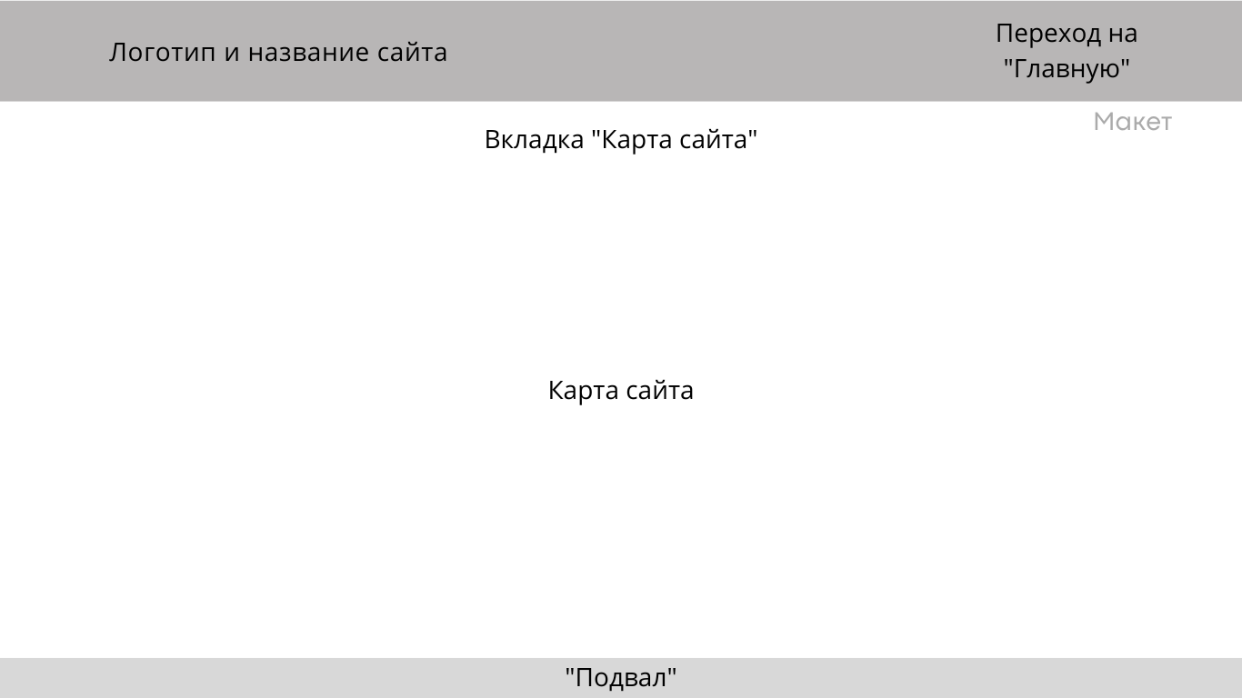 Логотип и название сайта
Переход на
"Главную"
Макет
Вкладка "Карта сайта"
Карта сайта
"Подвал"